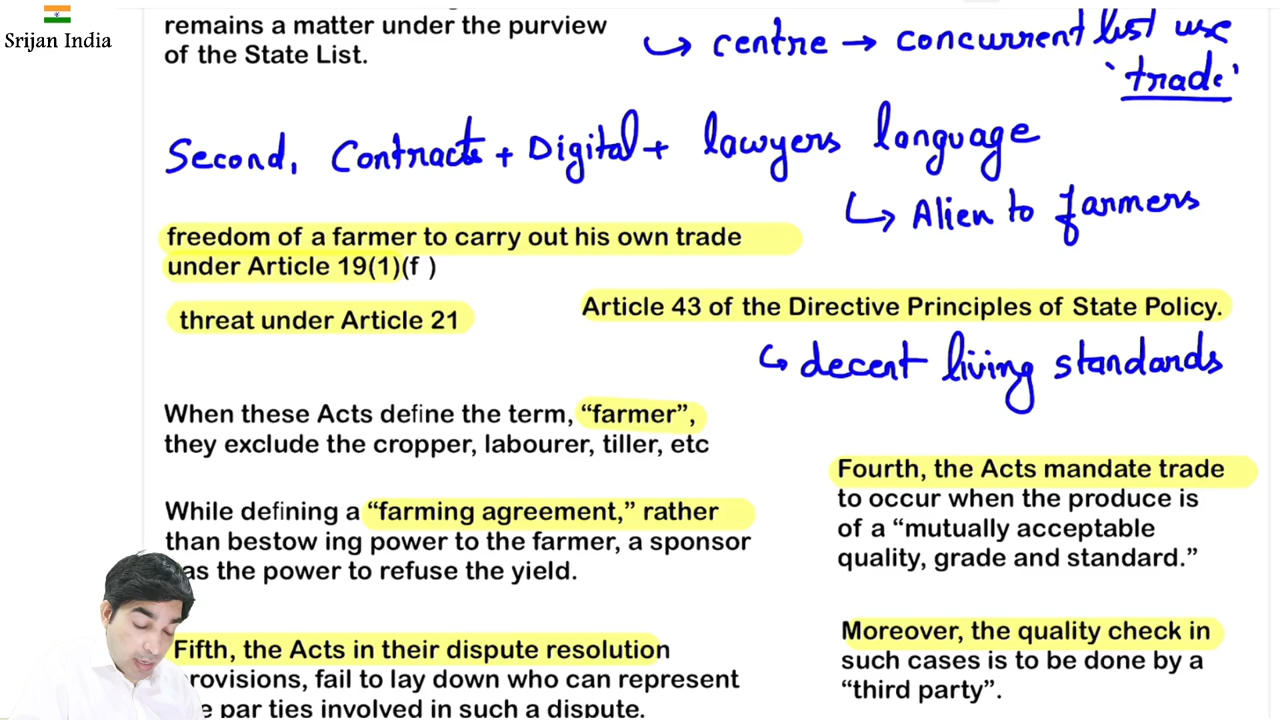 Srijan India
remains a matter under the purview
of the State List.
↳ centre → concurrent list use
'trade'
Second, Contracts + Digital + lawyers language
↳ Alien to farmers
freedom of a farmer to carry out his own trade
under Article 19(1)(f )
threat under Article 21
Article 43 of the Directive Principles of State Policy.
↳ decent living standards
When these Acts define the term, “farmer”,
they exclude the cropper, labourer, tiller, etc
While defining a “farming agreement,” rather
than bestow ing power to the farmer, a sponsor
as the power to refuse the yield.
Fourth, the Acts mandate trade
to occur when the produce is
of a “mutually acceptable
quality, grade and standard.”
Fifth, the Acts in their dispute resolution
provisions, fail to lay down who can represent
e par ties involved in such a dispute.
Moreover, the quality check in
such cases is to be done by a
“third party”.